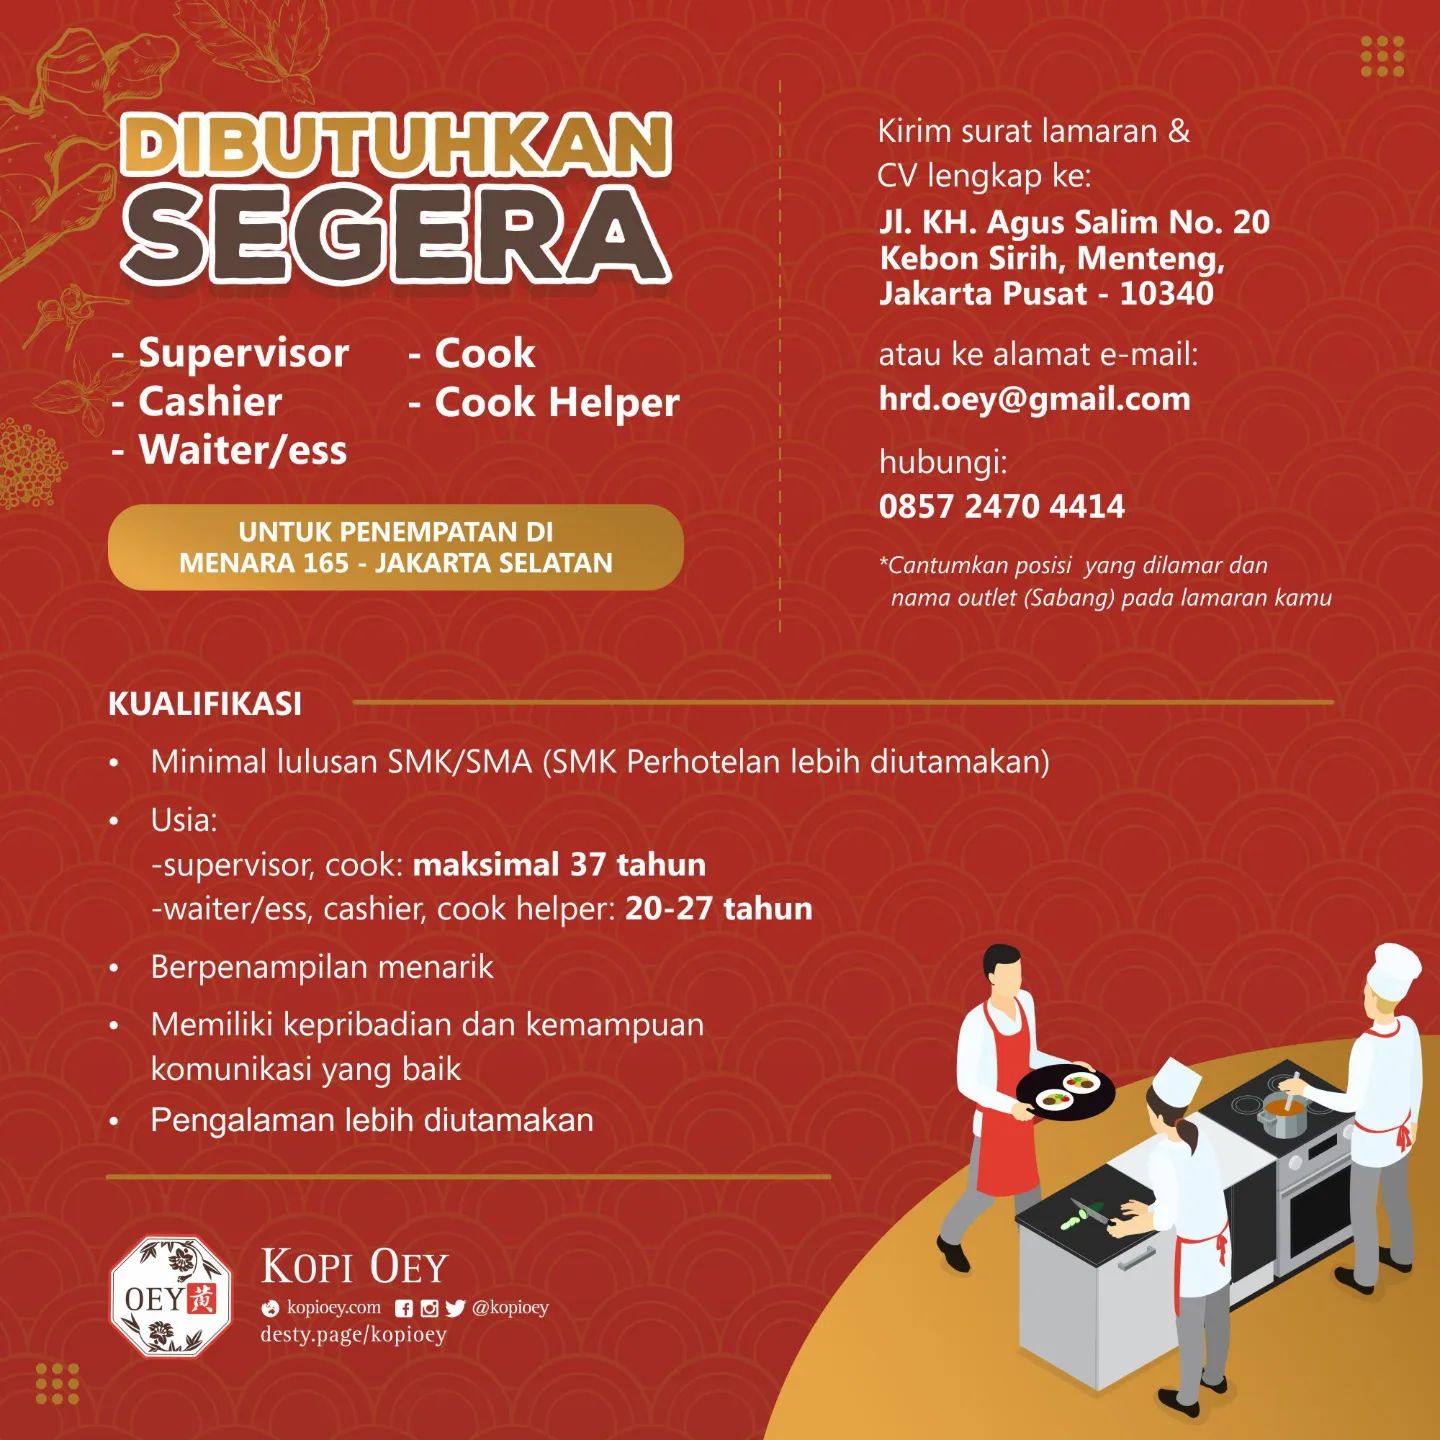 DIBUTUHKAN
SEGERA
- Supervisor
- Cashier
- Waiter/ess
- Cook
- Cook Helper
UNTUK PENEMPATAN DI
MENARA 165 - JAKARTA SELATAN
Kirim surat lamaran &
CV lengkap ke:
Jl. KH. Agus Salim No. 20
Kebon Sirih, Menteng,
Jakarta Pusat - 10340
atau ke alamat e-mail:
hrd.oey@gmail.com
hubungi:
0857 2470 4414
*Cantumkan posisi yang dilamar dan
nama outlet (Sabang) pada lamaran kamu
KUALIFIKASI
• Minimal lulusan SMK/SMA (SMK Perhotelan lebih diutamakan)
• Usia:
-supervisor, cook: maksimal 37 tahun
-waiter/ess, cashier, cook helper: 20-27 tahun
• Berpenampilan menarik
• Memiliki kepribadian dan kemampuan
komunikasi yang baik
• Pengalaman lebih diutamakan
OEY黄
KOPI OEY
kopioey.com @kopioey
desty.page/kopioey